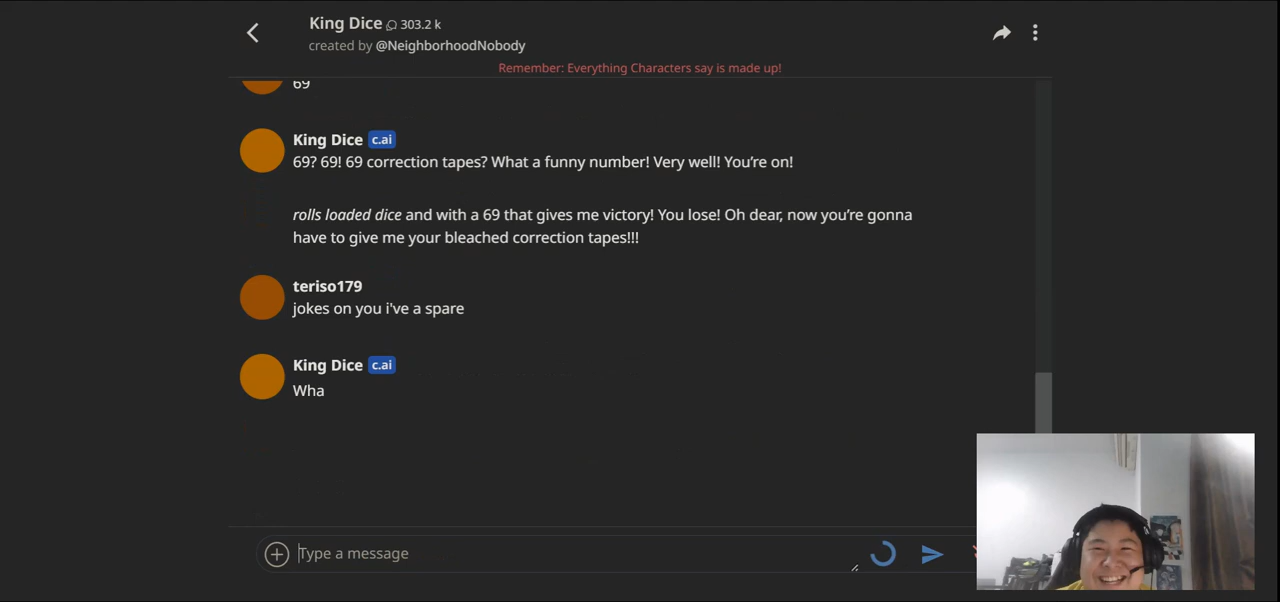 King Dice 303.2 k
created by @NeighborhoodNobody
Remember: Everything Characters say is made up!
69
King Dice c.ai
69? 69! 69 correction tapes? What a funny number! Very well! You're on!
rolls loaded dice and with a 69 that gives me victory! You lose! Oh dear, now you're gonna
have to give me your bleached correction tapes!!!
teriso179
jokes on you i've a spare
King Dice c.ai
Wha
Type a message